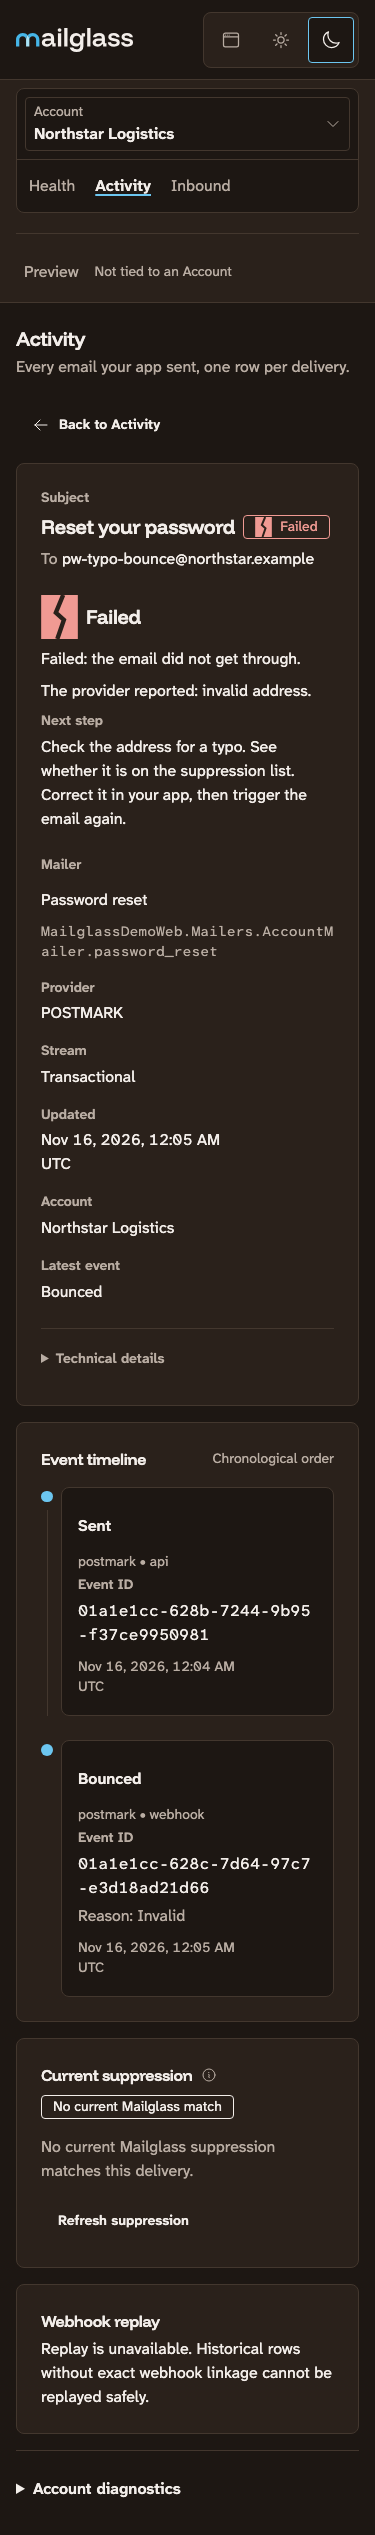 mailglass
Account
Northstar Logistics
Health Activity Inbound
Preview Not tied to an Account
Activity
Every email your app sent, one row per delivery.
Back to Activity
Subject
Reset your password Failed
To pw-typo-bounce@northstar.example
Failed
Failed: the email did not get through.
The provider reported: invalid address.
Next step
Check the address for a typo. See
whether it is on the suppression list.
Correct it in your app, then trigger the
email again.
Mailer
Password reset
MailglassDemoWeb.Mailers.AccountM
ailer.password_reset
Provider
POSTMARK
Stream
Transactional
Updated
Nov 16, 2026, 12:05 AM
UTC
Account
Northstar Logistics
Latest event
Bounced
Technical details
Event timeline Chronological order
Sent
postmark • api
Event ID
01a1e1cc-628b-7244-9b95
-f37ce9950981
Nov 16, 2026, 12:04 AM
UTC
Bounced
postmark • webhook
Event ID
01a1e1cc-628c-7d64-97c7
-e3d18ad21d66
Reason: Invalid
Nov 16, 2026, 12:05 AM
UTC
Current suppression
No current Mailglass match
No current Mailglass suppression
matches this delivery.
Refresh suppression
Webhook replay
Replay is unavailable. Historical rows
without exact webhook linkage cannot be
replayed safely.
Account diagnostics